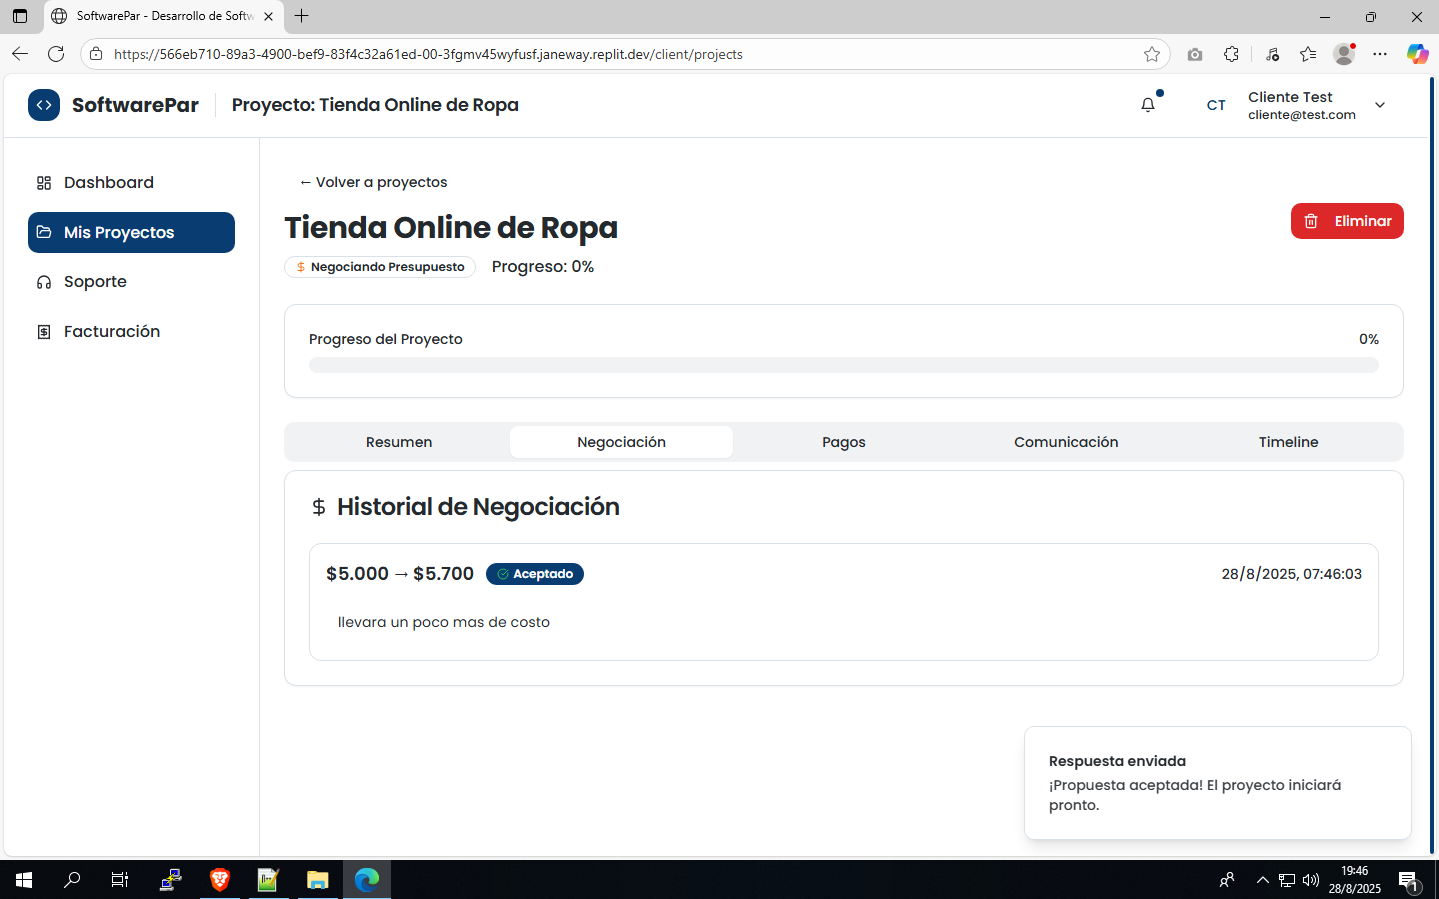 SoftwarePar - Desarrollo de Softw
https://566eb710-89a3-4900-bef9-83f4c32a61ed-00-3fgmv45wyfusf.janeway.replit.dev/client/projects
SoftwarePar
Proyecto: Tienda Online de Ropa
CT
Cliente Test
cliente@test.com
Dashboard
Mis Proyectos
Soporte
Facturación
← Volver a proyectos
Tienda Online de Ropa
Eliminar
$ Negociando Presupuesto
Progreso: 0%
Progreso del Proyecto
0%
Resumen
Negociación
Pagos
Comunicación
Timeline
$ Historial de Negociación
$5.000 → $5.700
Aceptado
28/8/2025, 07:46:03
llevara un poco mas de costo
Respuesta enviada
¡Propuesta aceptada! El proyecto iniciará
pronto.
19:46
28/8/2025
1